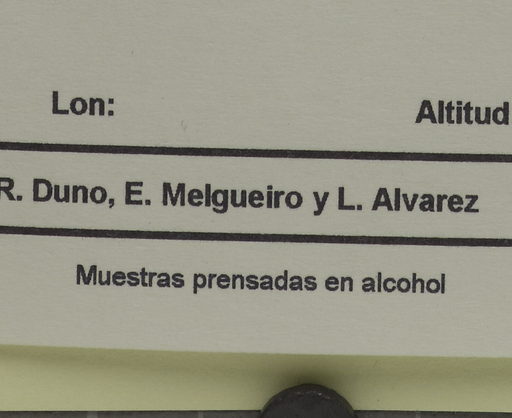 Lon: Altitud
R. Duno, E. Melgueiro y L. Alvarez
Muestras prensadas en alcohol